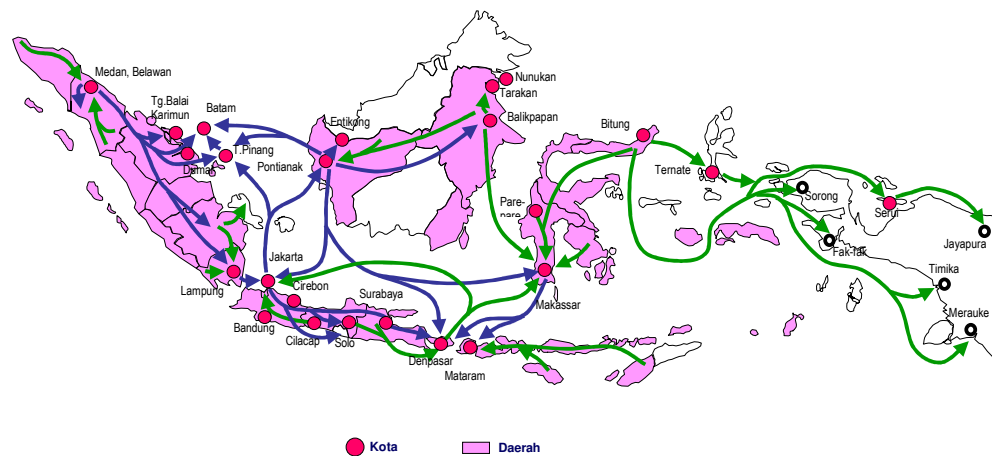 Medan, Belawan
Tg.Balai
Karimun
Batam
Dumai
T.Pinang
Entikong
Pontianak
Nunukan
Tarakan
Balikpapan
Bitung
Ternate
Sorong
Serui
Jayapura
Fak-fak
Timika
Merauke
Pare-
pare
Makassar
Jakarta
Lampung
Cirebon
Surabaya
Bandung
Cilacap
Solo
Denpasar
Mataram
Kota
Daerah